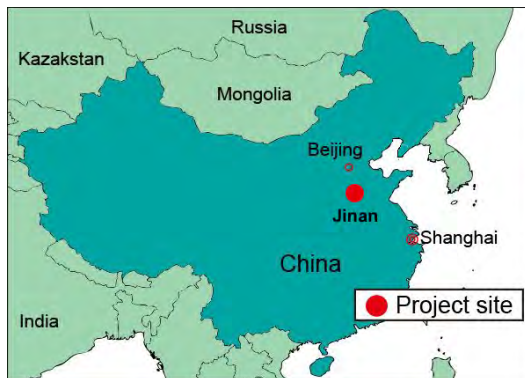 Russia
Kazakstan
Mongolia
Beijing
Jinan
Shanghai
China
Project site
India